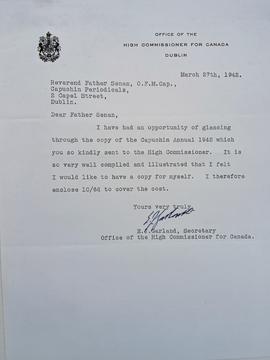 OFFICE OF THE
HIGH COMMISSIONER FOR CANADA
DUBLIN
March 27th, 1942.
Reverend Father Senan, O.F.M.Cap.,
Capuchin Periodicals,
2 Capel Street,
Dublin.
Dear Father Senan,
I have had an opportunity of glancing
through the copy of the Capuchin Annual 1942 which
you so kindly sent to the High Commissioner. It is
so very well compiled and illustrated that I felt
I would like to have a copy for myself. I therefore
enclose 10/6d to cover the cost.
Yours very truly,
Garland, Secretary
Office of the High Commissioner for Canada.